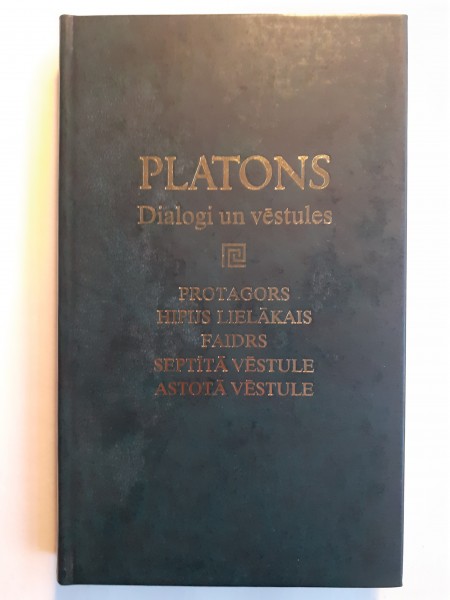 PLATONS
Dialogi un vēstules
PROTAGORS
HIPIJS LIELĀKAIS
FAIDRS
SEPTĪTĀ VĒSTULE
ASTOTĀ VĒSTULE